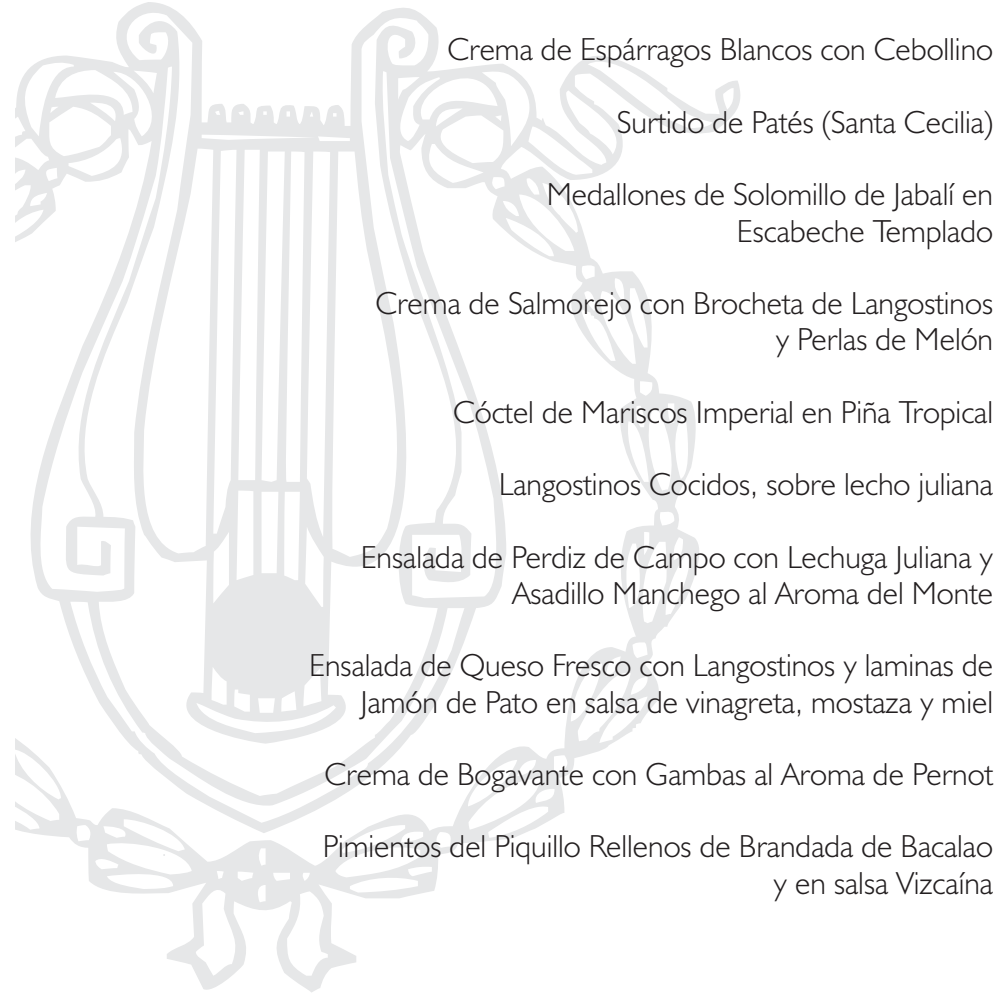 Crema de Espárragos Blancos con Cebollino
Surtido de Patés (Santa Cecilia)
Medallones de Solomillo de Jabalí en
Escabeche Templado
Crema de Salmorejo con Brocheta de Langostinos
y Perlas de Melón
Cóctel de Mariscos Imperial en Piña Tropical
Langostinos Cocidos, sobre lecho juliana
Ensalada de Perdiz de Campo con Lechuga Juliana y
Asadillo Manchego al Aroma del Monte
Ensalada de Queso Fresco con Langostinos y laminas de
Jamón de Pato en salsa de vinagreta, mostaza y miel
Crema de Bogavante con Gambas al Aroma de Pernot
Pimientos del Piquillo Rellenos de Brandada de Bacalao
y en salsa Vizcaína